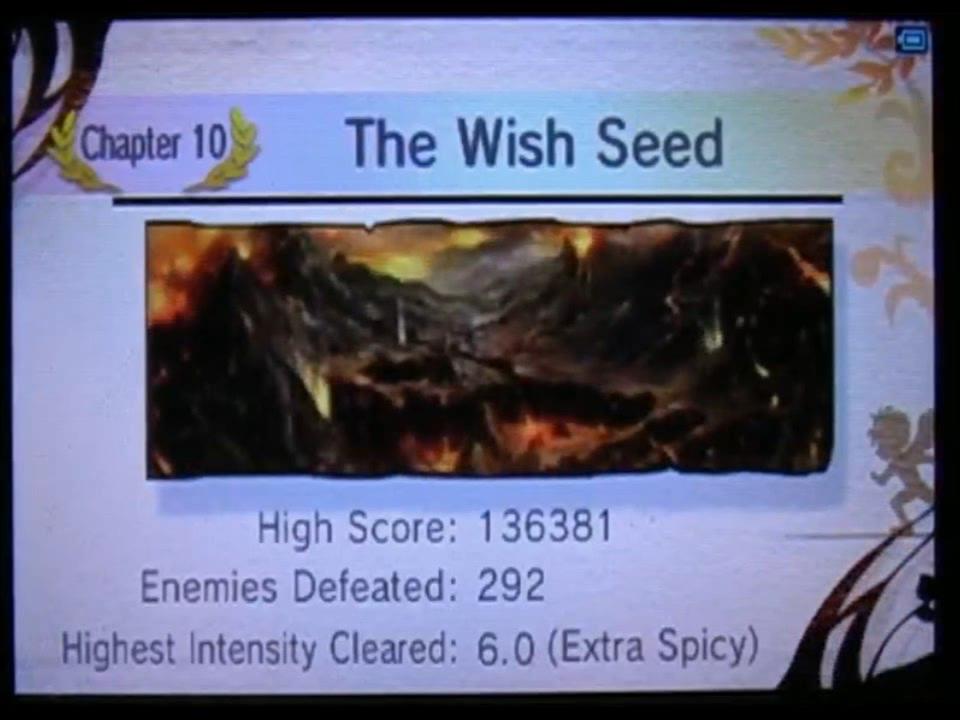 Chapter 10
The Wish Seed
High Score: 136381
Enemies Defeated: 292
Highest Intensity Cleared: 6.0 (Extra Spicy)